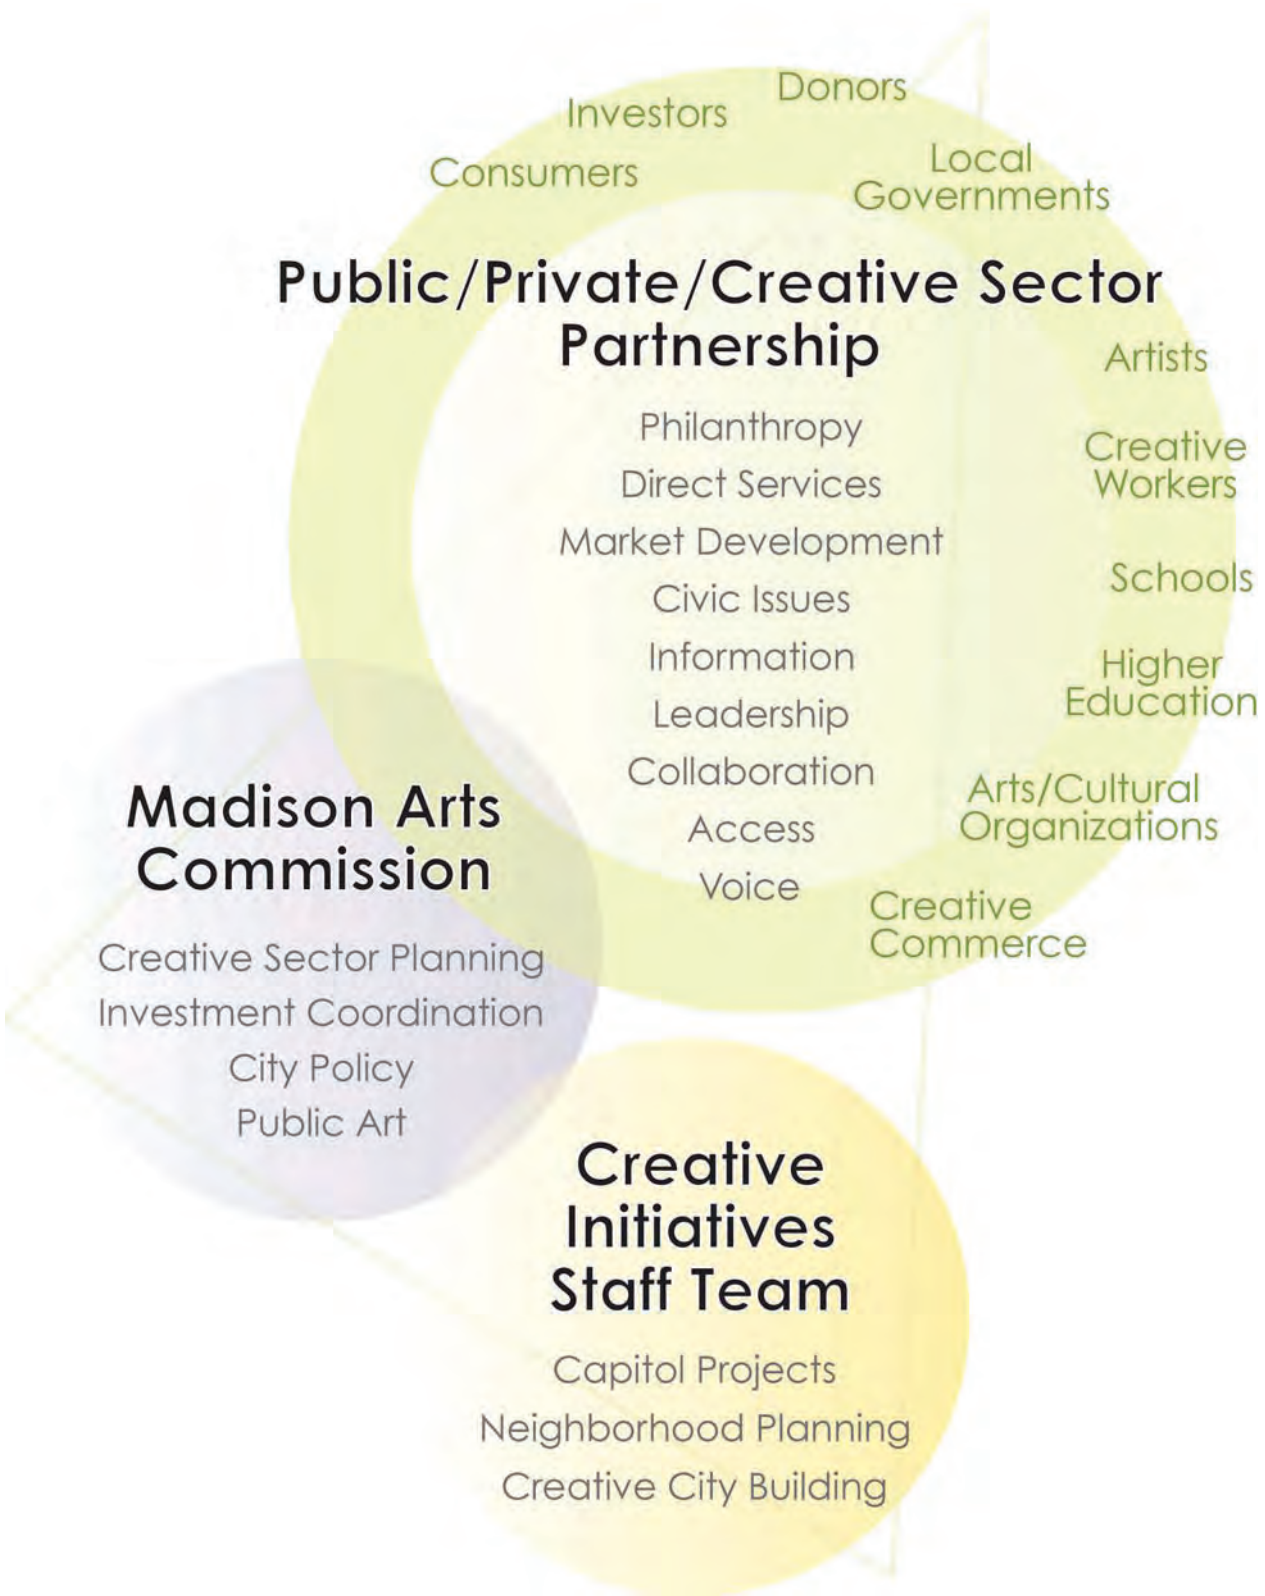 Donors
Investors
Consumers
Local
Governments
Public/Private/Creative Sector
Partnership
Artists
Creative
Workers
Schools
Higher
Education
Arts/Cultural
Organizations
Creative
Commerce
Philanthropy
Direct Services
Market Development
Civic Issues
Information
Leadership
Collaboration
Access
Voice
Madison Arts
Commission
Creative Sector Planning
Investment Coordination
City Policy
Public Art
Creative
Initiatives
Staff Team
Capitol Projects
Neighborhood Planning
Creative City Building